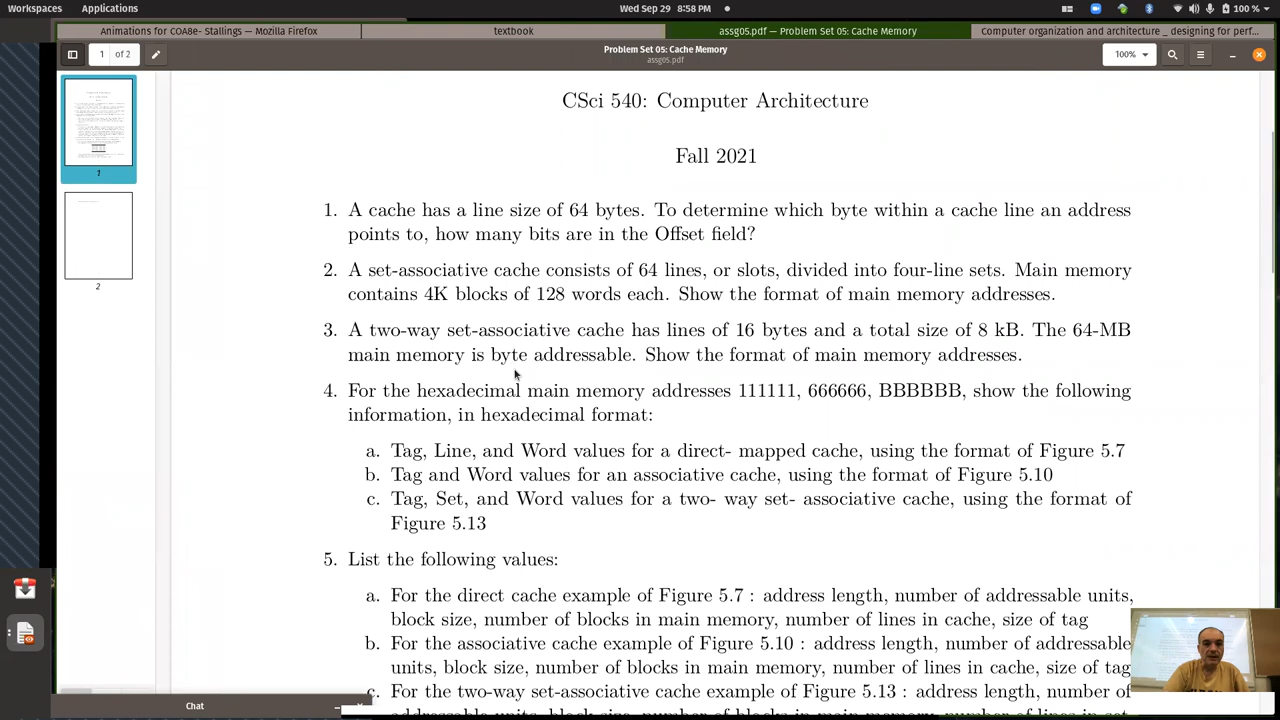 Workspaces Applications Wed Sep 29 8:58 PM 100 %
Animations for COA8e- Stallings — Mozilla Firefox textbook assg05.pdf — Problem Set 05: Cache Memory computer organization and architecture _ designing for perf...
1 of 2 Problem Set 05: Cache Memory 100%
assg05.pdf
CSci 540: Computer Architecture
Fall 2021
1. A cache has a line size of 64 bytes. To determine which byte within a cache line an address
points to, how many bits are in the Offset field?
2. A set-associative cache consists of 64 lines, or slots, divided into four-line sets. Main memory
contains 4K blocks of 128 words each. Show the format of main memory addresses.
3. A two-way set-associative cache has lines of 16 bytes and a total size of 8 kB. The 64-MB
main memory is byte addressable. Show the format of main memory addresses.
4. For the hexadecimal main memory addresses 111111, 666666, BBBBBB, show the following
information, in hexadecimal format:
a. Tag, Line, and Word values for a direct- mapped cache, using the format of Figure 5.7
b. Tag and Word values for an associative cache, using the format of Figure 5.10
c. Tag, Set, and Word values for a two- way set- associative cache, using the format of
Figure 5.13
5. List the following values:
a. For the direct cache example of Figure 5.7 : address length, number of addressable units,
block size, number of blocks in main memory, number of lines in cache, size of tag
b. For the associative cache example of Figure 5.10 : address length, number of addressable
units, block size, number of blocks in main memory, number of lines in cache, size of tag
c. For the two-way set-associative cache example of Figure 5.13 : address length, number of
1
2
Chat